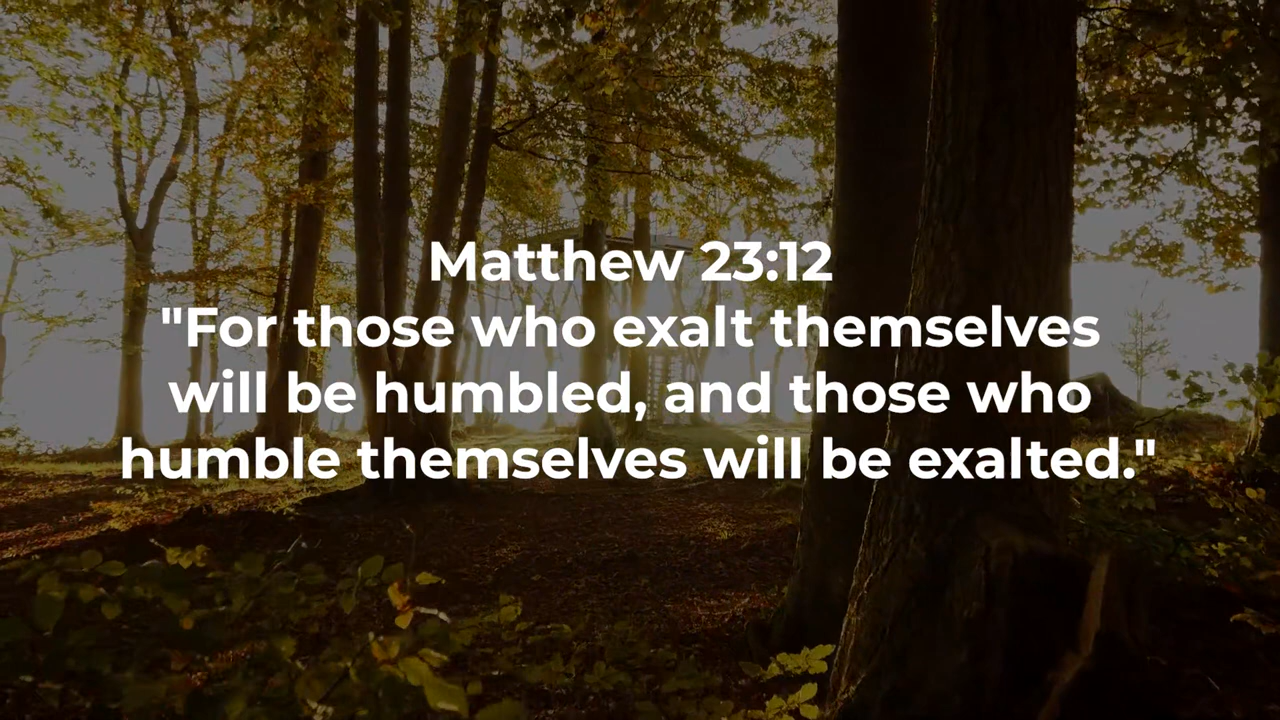 Matthew 23:12
"For those who exalt themselves
will be humbled, and those who
humble themselves will be exalted."